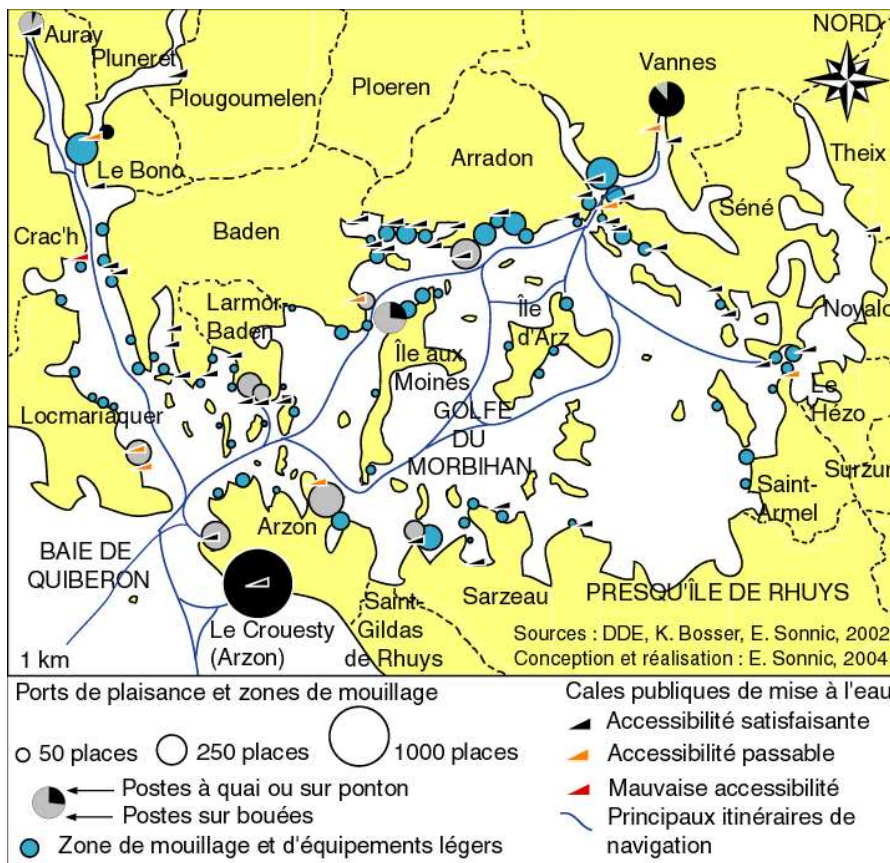 NORD
Auray
Pluneret
Vannes
Plougoumelen
Ploeren
Arradon
Theix
Le Bono
Séné
Crac'h
Baden
Larmor-
Baden
Île
d'Arz
Noyalo
Île aux
Moines
Le
Hézo
Locmariaquer
GOLFE
DU
MORBIHAN
Surzur
Saint-
Armel
Arzon
BAIE DE
QUIBERON
PRESQU'ÎLE DE RHUYS
Sarzeau
Saint-
Gildas
de Rhuys
Le Crouesty
(Arzon)
Sources : DDE, K. Bosser, E. Sonnic, 2002
Conception et réalisation : E. Sonnic, 2004
1 km
Ports de plaisance et zones de mouillage
50 places
250 places
1000 places
Postes à quai ou sur ponton
Postes sur bouées
Zone de mouillage et d'équipements légers
Cales publiques de mise à l'eau
Accessibilité satisfaisante
Accessibilité passable
Mauvaise accessibilité
Principaux itinéraires de
navigation